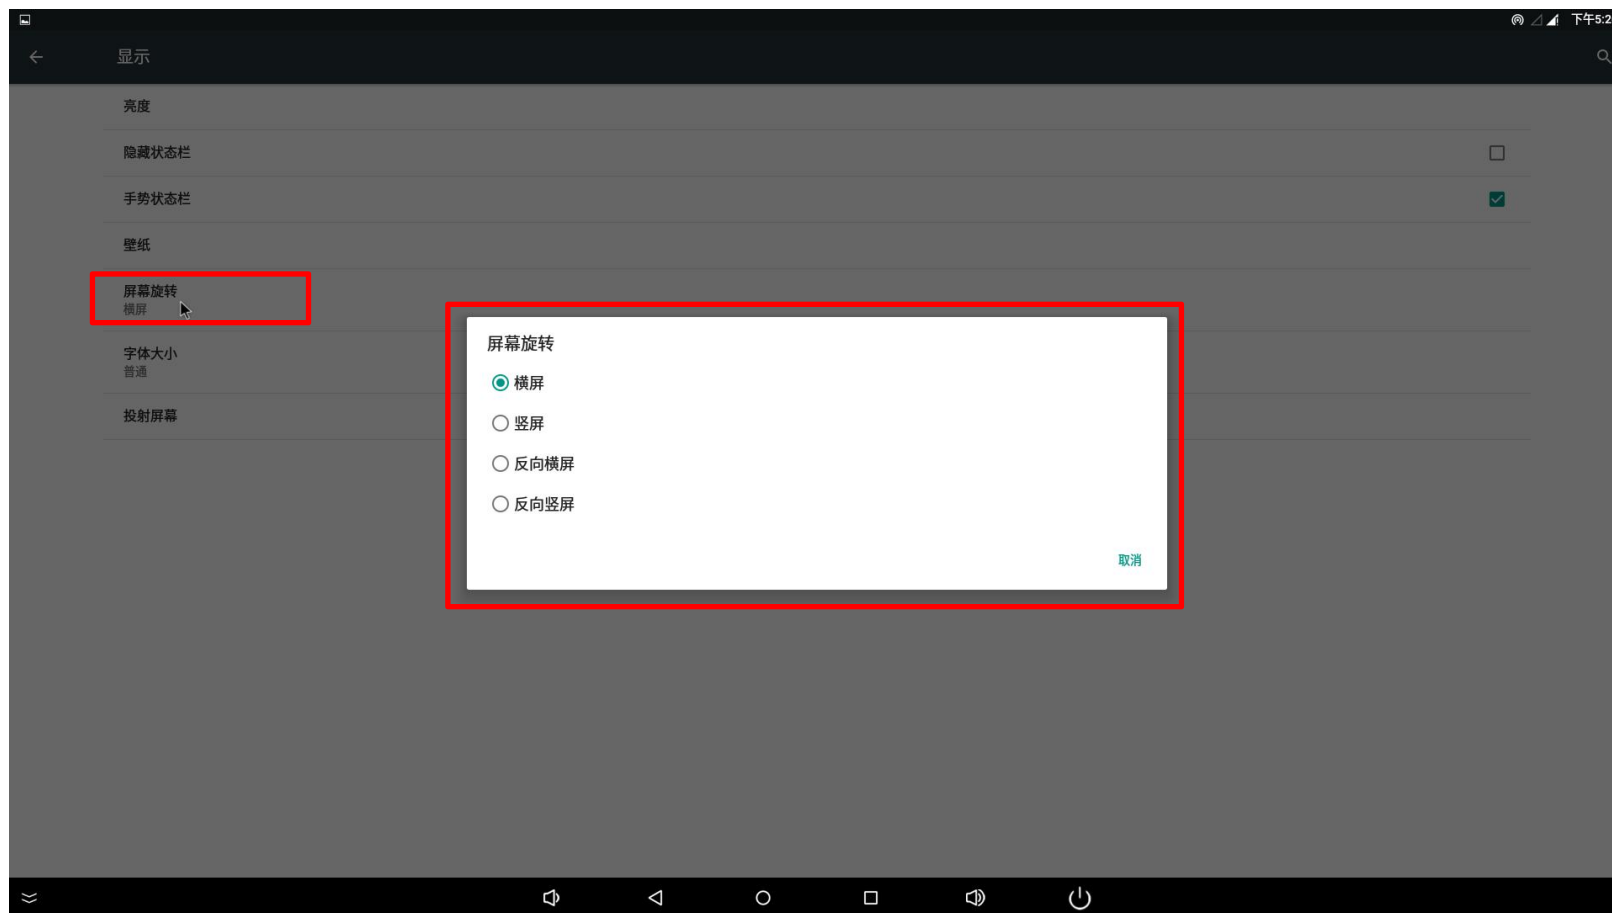 下午5:2
显示
亮度
隐藏状态栏
手势状态栏
壁纸
屏幕旋转
横屏
字体大小
普通
投射屏幕
屏幕旋转
横屏
竖屏
反向横屏
反向竖屏
取消